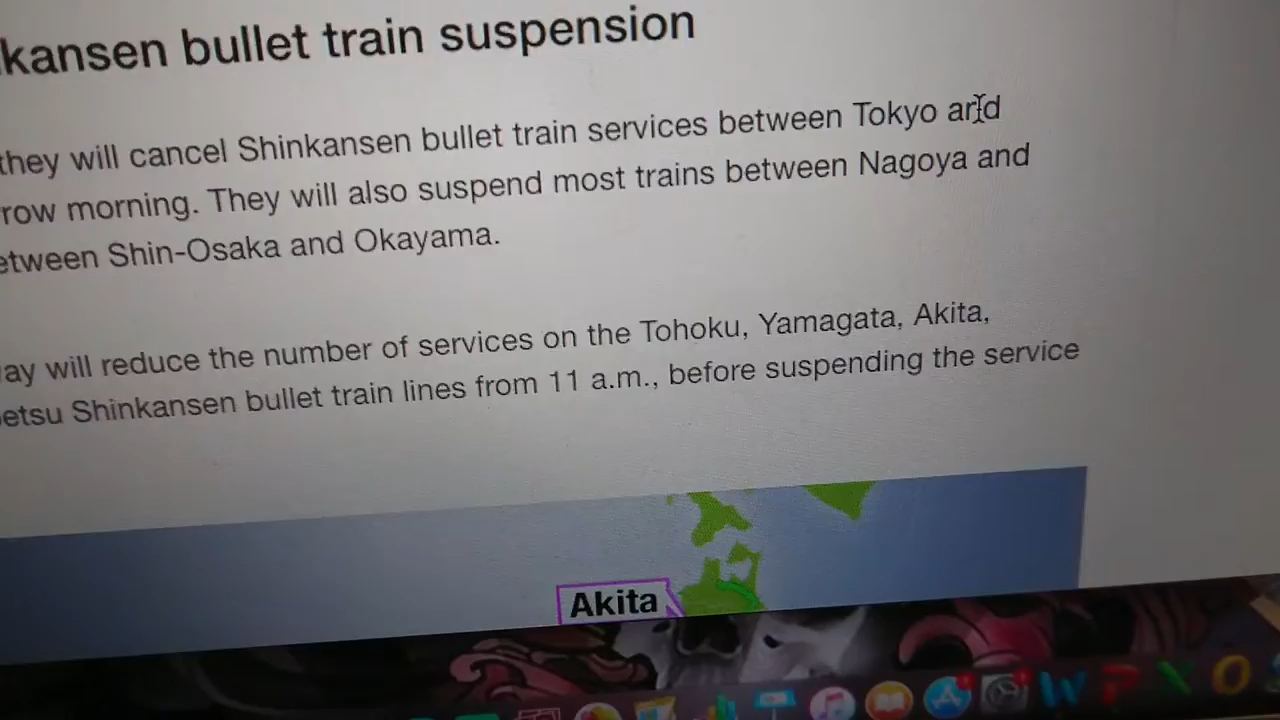 kansen bullet train suspension
they will cancel Shinkansen bullet train services between Tokyo and
row morning. They will also suspend most trains between Nagoya and
etween Shin-Osaka and Okayama.
ay will reduce the number of services on the Tohoku, Yamagata, Akita,
etsu Shinkansen bullet train lines from 11 a.m., before suspending the service
Akita
W P X O